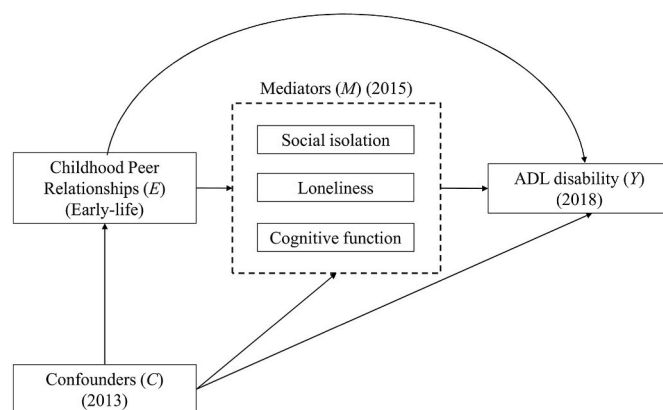 Mediators (M) (2015)
Social isolation
Loneliness
Cognitive function
Childhood Peer
Relationships (E)
(Early-life)
ADL disability (Y)
(2018)
Confounders (C)
(2013)